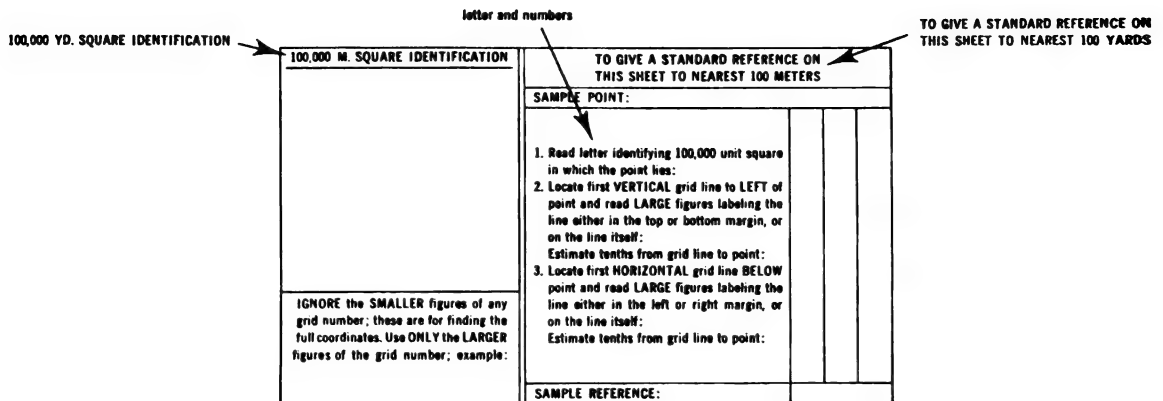 letter and numbers
100,000 YD. SQUARE IDENTIFICATION
TO GIVE A STANDARD REFERENCE ON
THIS SHEET TO NEAREST 100 YARDS
100,000 M. SQUARE IDENTIFICATION
IGNORE the SMALLER figures of any
grid number; these are for finding the
full coordinates. Use ONLY the LARGER
figures of the grid number; example:
TO GIVE A STANDARD REFERENCE ON
THIS SHEET TO NEAREST 100 METERS
SAMPLE POINT:
1. Read letter identifying 100,000 unit square
in which the point lies:
2. Locate first VERTICAL grid line to LEFT of
point and read LARGE figures labeling the
line either in the top or bottom margin, or
on the line itself:
Estimate tenths from grid line to point:
3. Locate first HORIZONTAL grid line BELOW
point and read LARGE figures labeling the
line either in the left or right margin, or
on the line itself:
Estimate tenths from grid line to point:
SAMPLE REFERENCE: